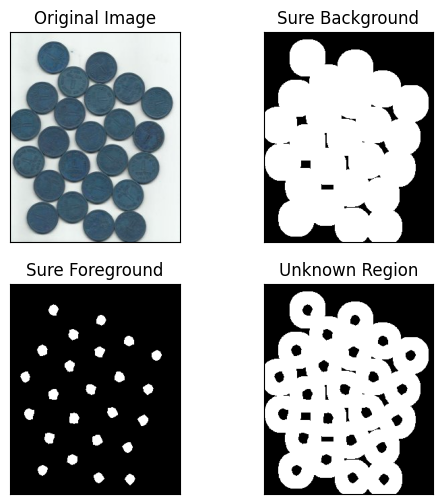 Original Image
Sure Background
Sure Foreground
Unknown Region